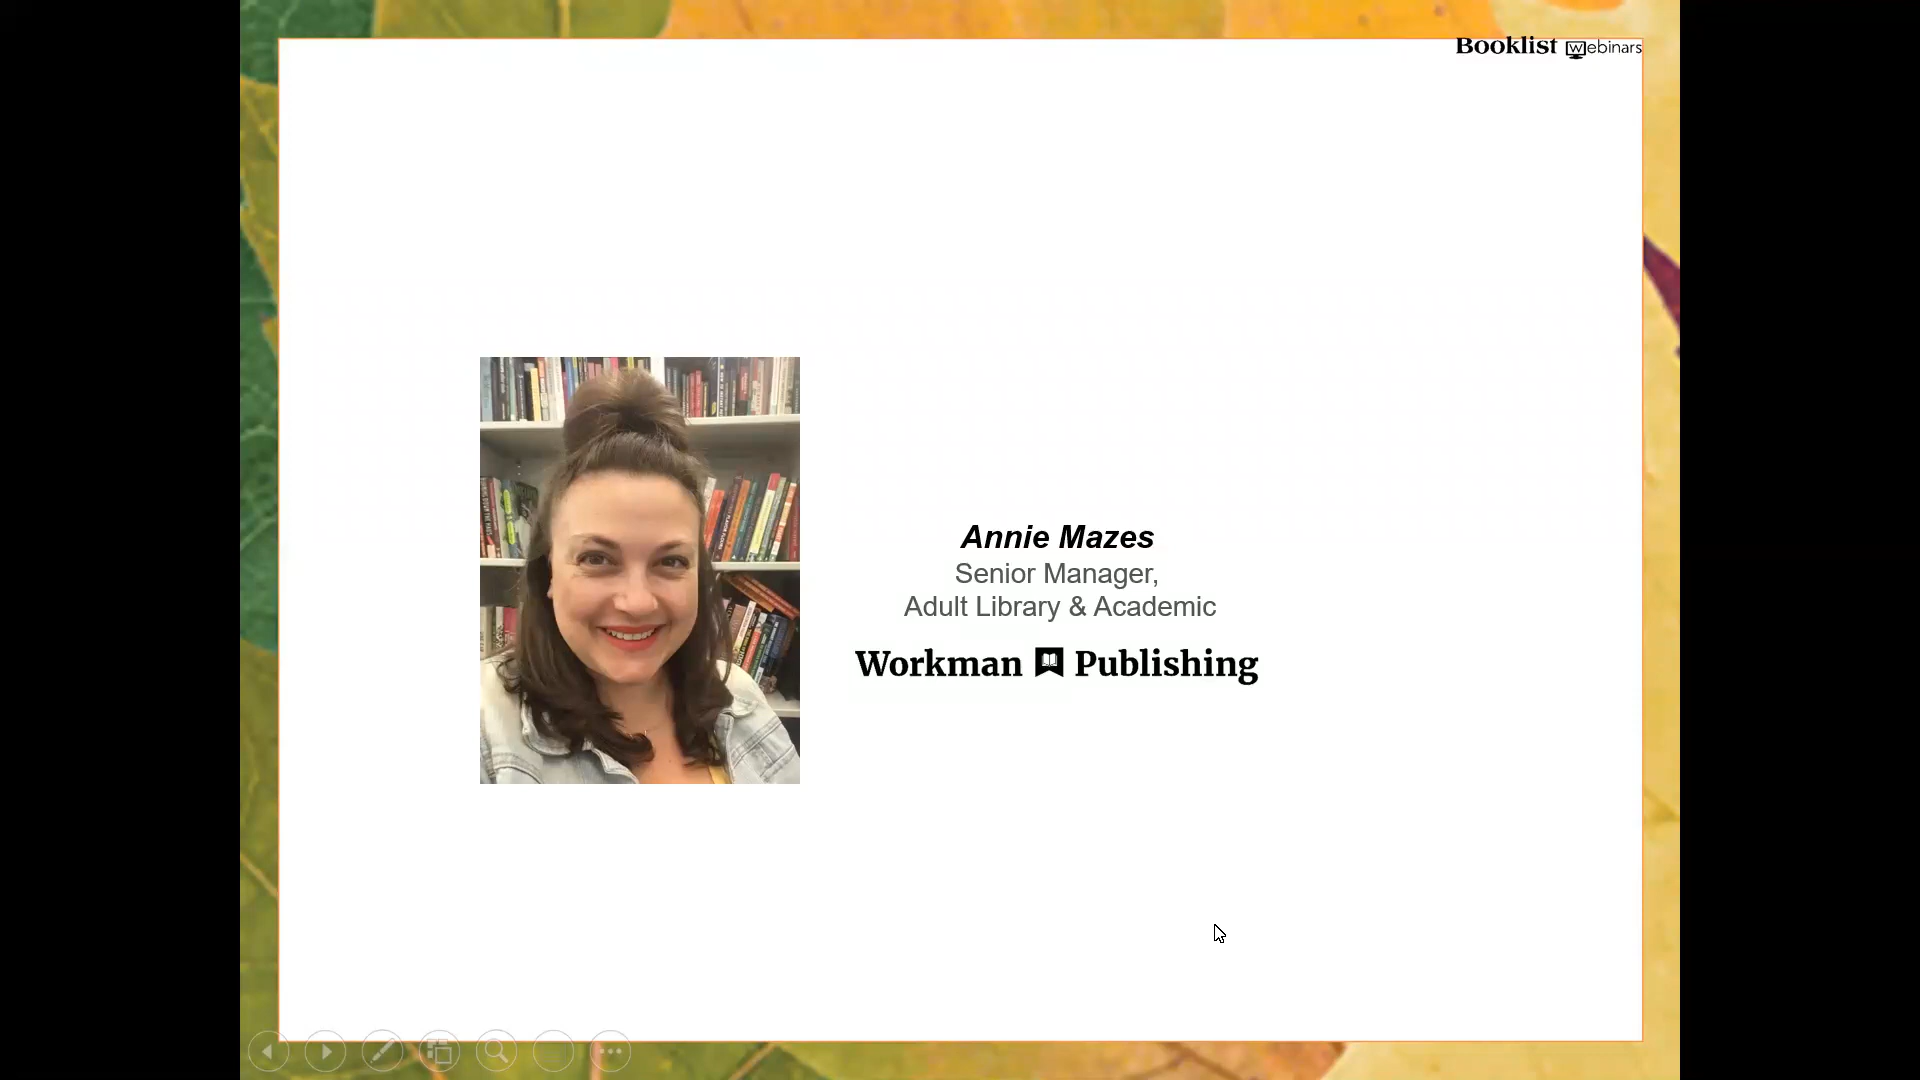 Booklist Webinars
Annie Mazes
Senior Manager,
Adult Library & Academic
Workman Publishing